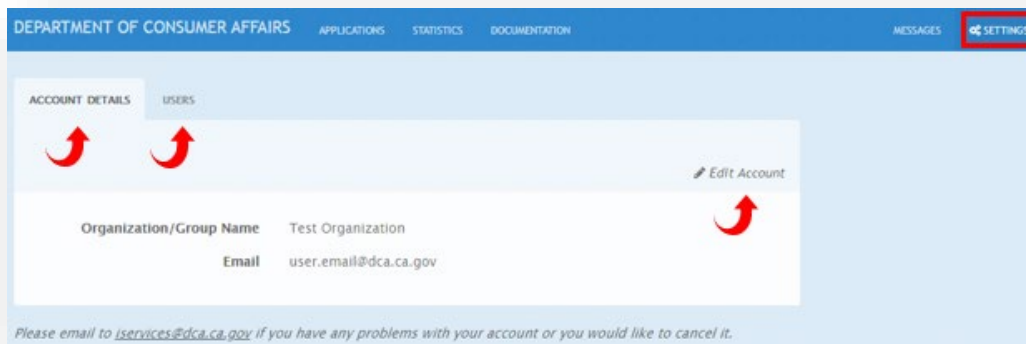 DEPARTMENT OF CONSUMER AFFAIRS APPLICATIONS STATISTICS DOCUMENTATION MESSAGES SETTINGS
ACCOUNT DETAILS USERS
Edit Account
Organization/Group Name Test Organization
Email user.email@dca.ca.gov
Please email to iservices@dca.ca.gov if you have any problems with your account or you would like to cancel it.